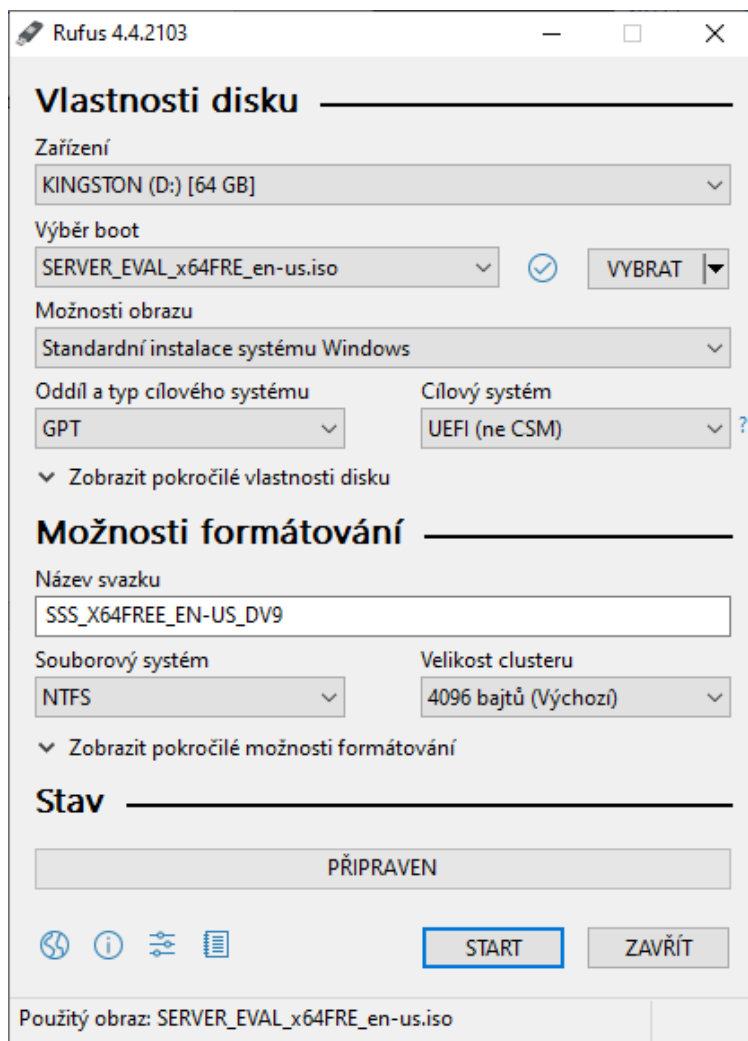 Rufus 4.4.2103
Vlastnosti disku
Zařízení
KINGSTON (D:) [64 GB]
Výběr boot
SERVER_EVAL_x64FRE_en-us.iso
VYBRAT
Možnosti obrazu
Standardní instalace systému Windows
Oddíl a typ cílového systému
Cílový systém
GPT
UEFI (ne CSM)
?
Zobrazit pokročilé vlastnosti disku
Možnosti formátování
Název svazku
SSS_X64FREE_EN-US_DV9
Souborový systém
Velikost clusteru
NTFS
4096 bajtů (Výchozí)
Zobrazit pokročilé možnosti formátování
Stav
PŘIPRAVEN
START
ZAVŘÍT
Použitý obraz: SERVER_EVAL_x64FRE_en-us.iso